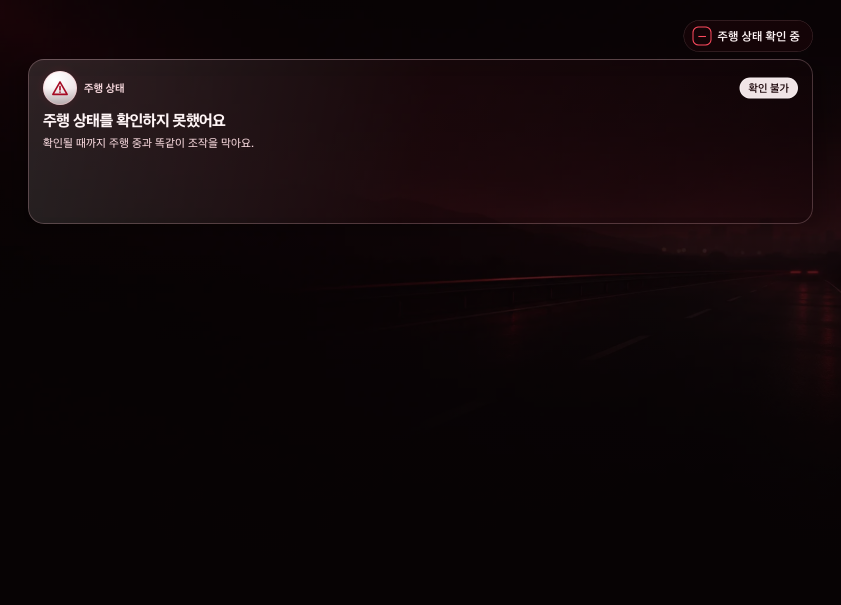 주행 상태 확인 중
주행 상태
확인 불가
주행 상태를 확인하지 못했어요
확인될 때까지 주행 중과 똑같이 조작을 막아요.